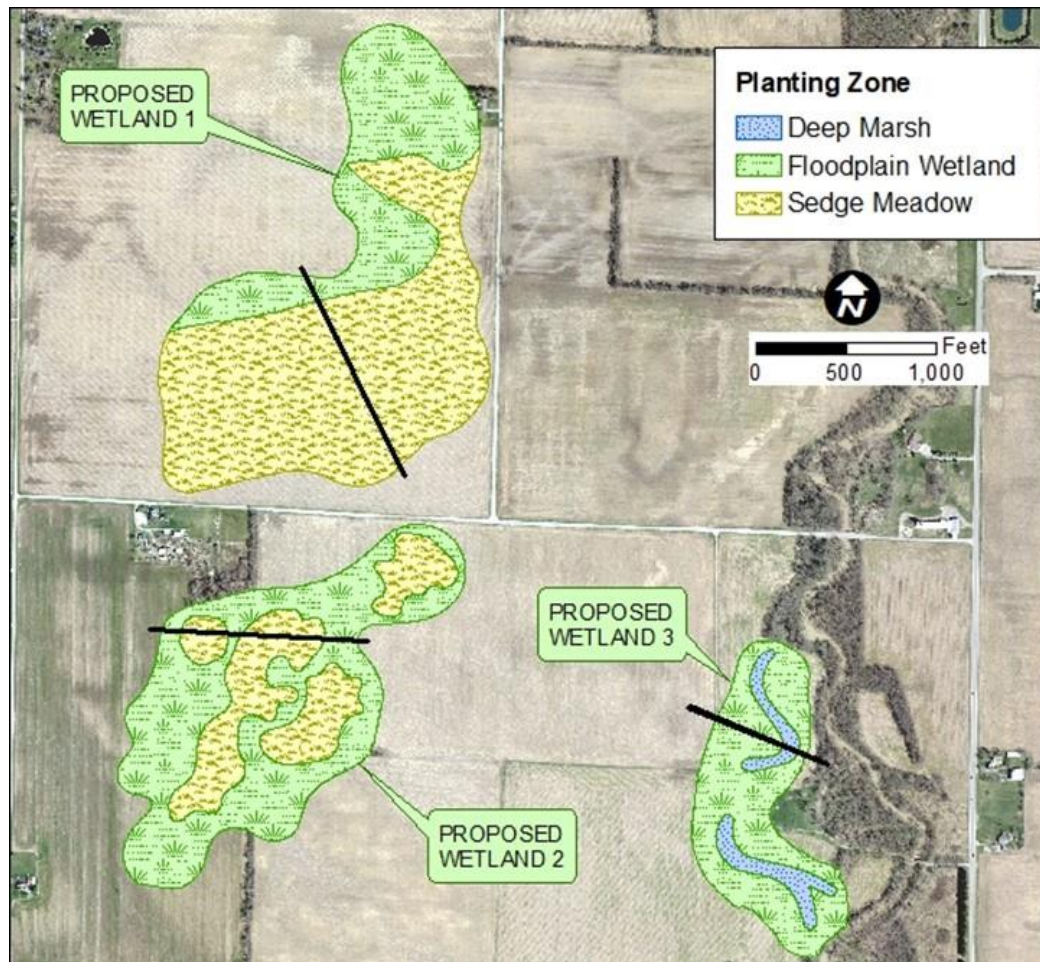 PROPOSED
WETLAND 1
Planting Zone
Deep Marsh
Floodplain Wetland
Sedge Meadow
N
Feet
0 500 1,000
PROPOSED
WETLAND 3
PROPOSED
WETLAND 2